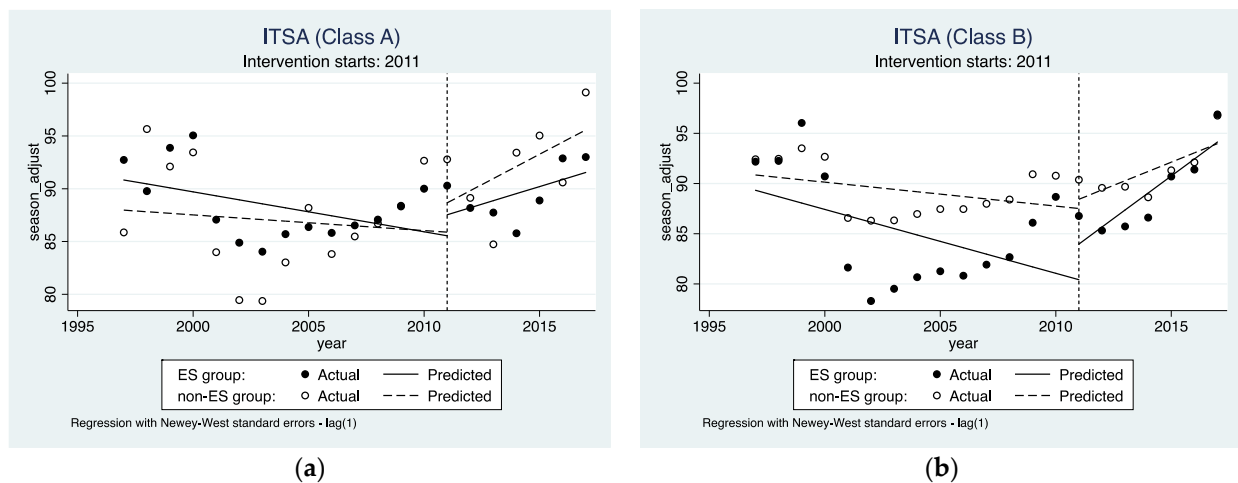 ITSA (Class A)
Intervention starts: 2011
season_adjust
100
95
90
85
80
1995 2000 2005 2010 2015
year
ES group: Actual Predicted
non-ES group: Actual Predicted
Regression with Newey-West standard errors - lag(1)
(a)
ITSA (Class B)
Intervention starts: 2011
season_adjust
100
95
90
85
80
1995 2000 2005 2010 2015
year
ES group: Actual Predicted
non-ES group: Actual Predicted
Regression with Newey-West standard errors - lag(1)
(b)